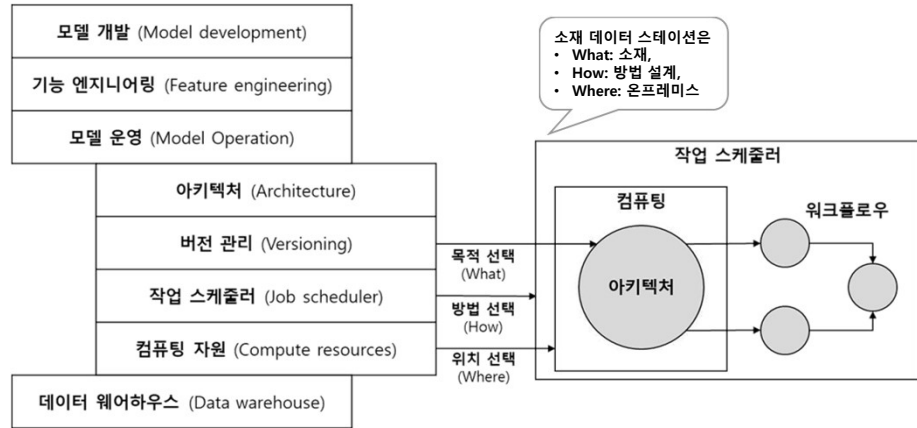 모델 개발 (Model development)
기능 엔지니어링 (Feature engineering)
모델 운영 (Model Operation)
아키텍처 (Architecture)
버전 관리 (Versioning)
작업 스케줄러 (Job scheduler)
컴퓨팅 자원 (Compute resources)
데이터 웨어하우스 (Data warehouse)
목적 선택
(What)
방법 선택
(How)
위치 선택
(Where)
소재 데이터 스테이션은
• What: 소재,
• How: 방법 설계,
• Where: 온프레미스
작업 스케줄러
컴퓨팅
워크플로우
아키텍처